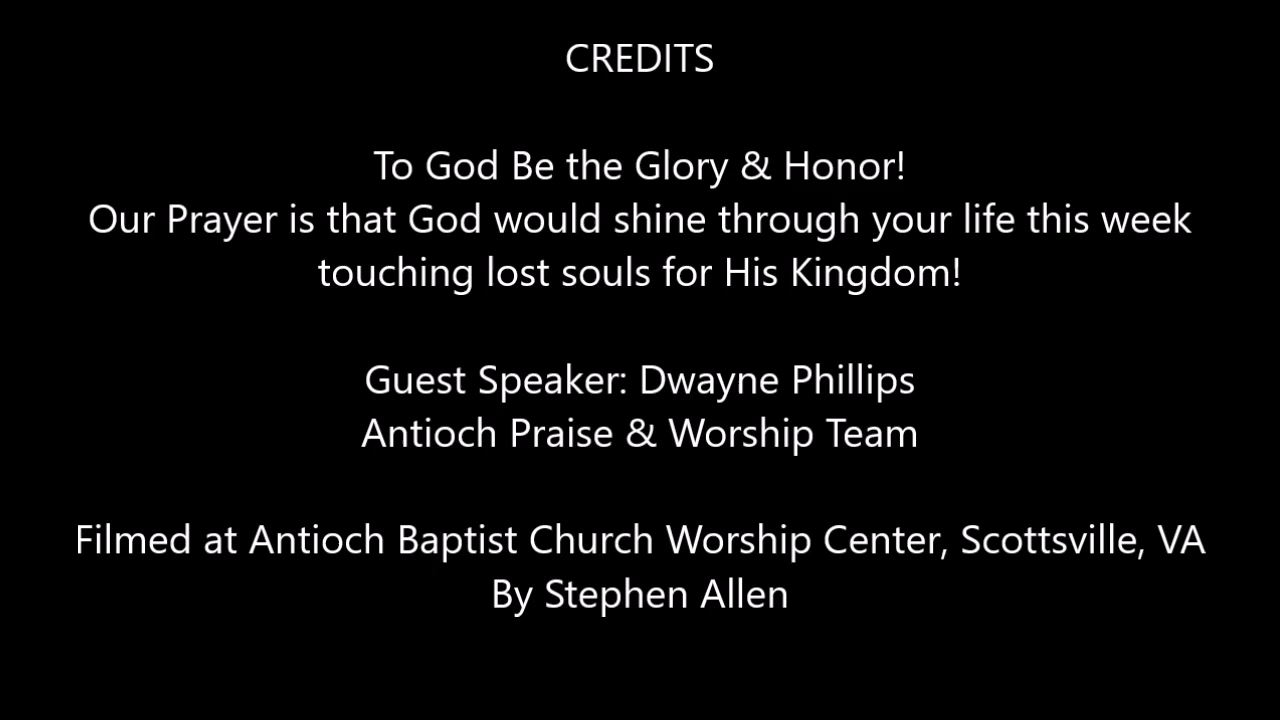 CREDITS
To God Be the Glory & Honor!
Our Prayer is that God would shine through your life this week
touching lost souls for His Kingdom!
Guest Speaker: Dwayne Phillips
Antioch Praise & Worship Team
Filmed at Antioch Baptist Church Worship Center, Scottsville, VA
By Stephen Allen